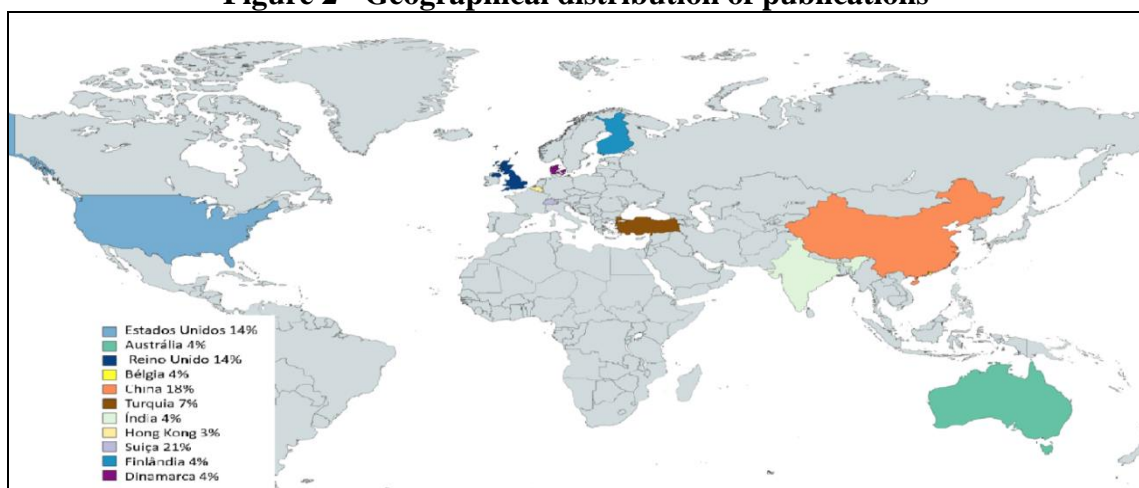 Figure 2 - Geographical distribution of publications
Estados Unidos 14%
Austrália 4%
Reino Unido 14%
Bélgia 4%
China 18%
Turquia 7%
Índia 4%
Hong Kong 3%
Suiça 21%
Finlândia 4%
Dinamarca 4%